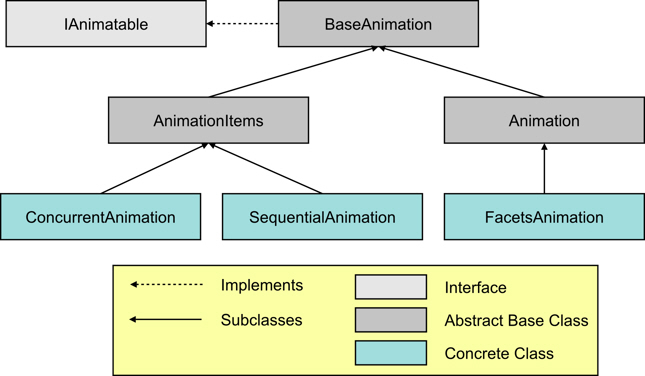 IAnimatable
BaseAnimation
AnimationItems
Animation
ConcurrentAnimation
SequentialAnimation
FacetsAnimation
Implements
Interface
Subclasses
Abstract Base Class
Concrete Class